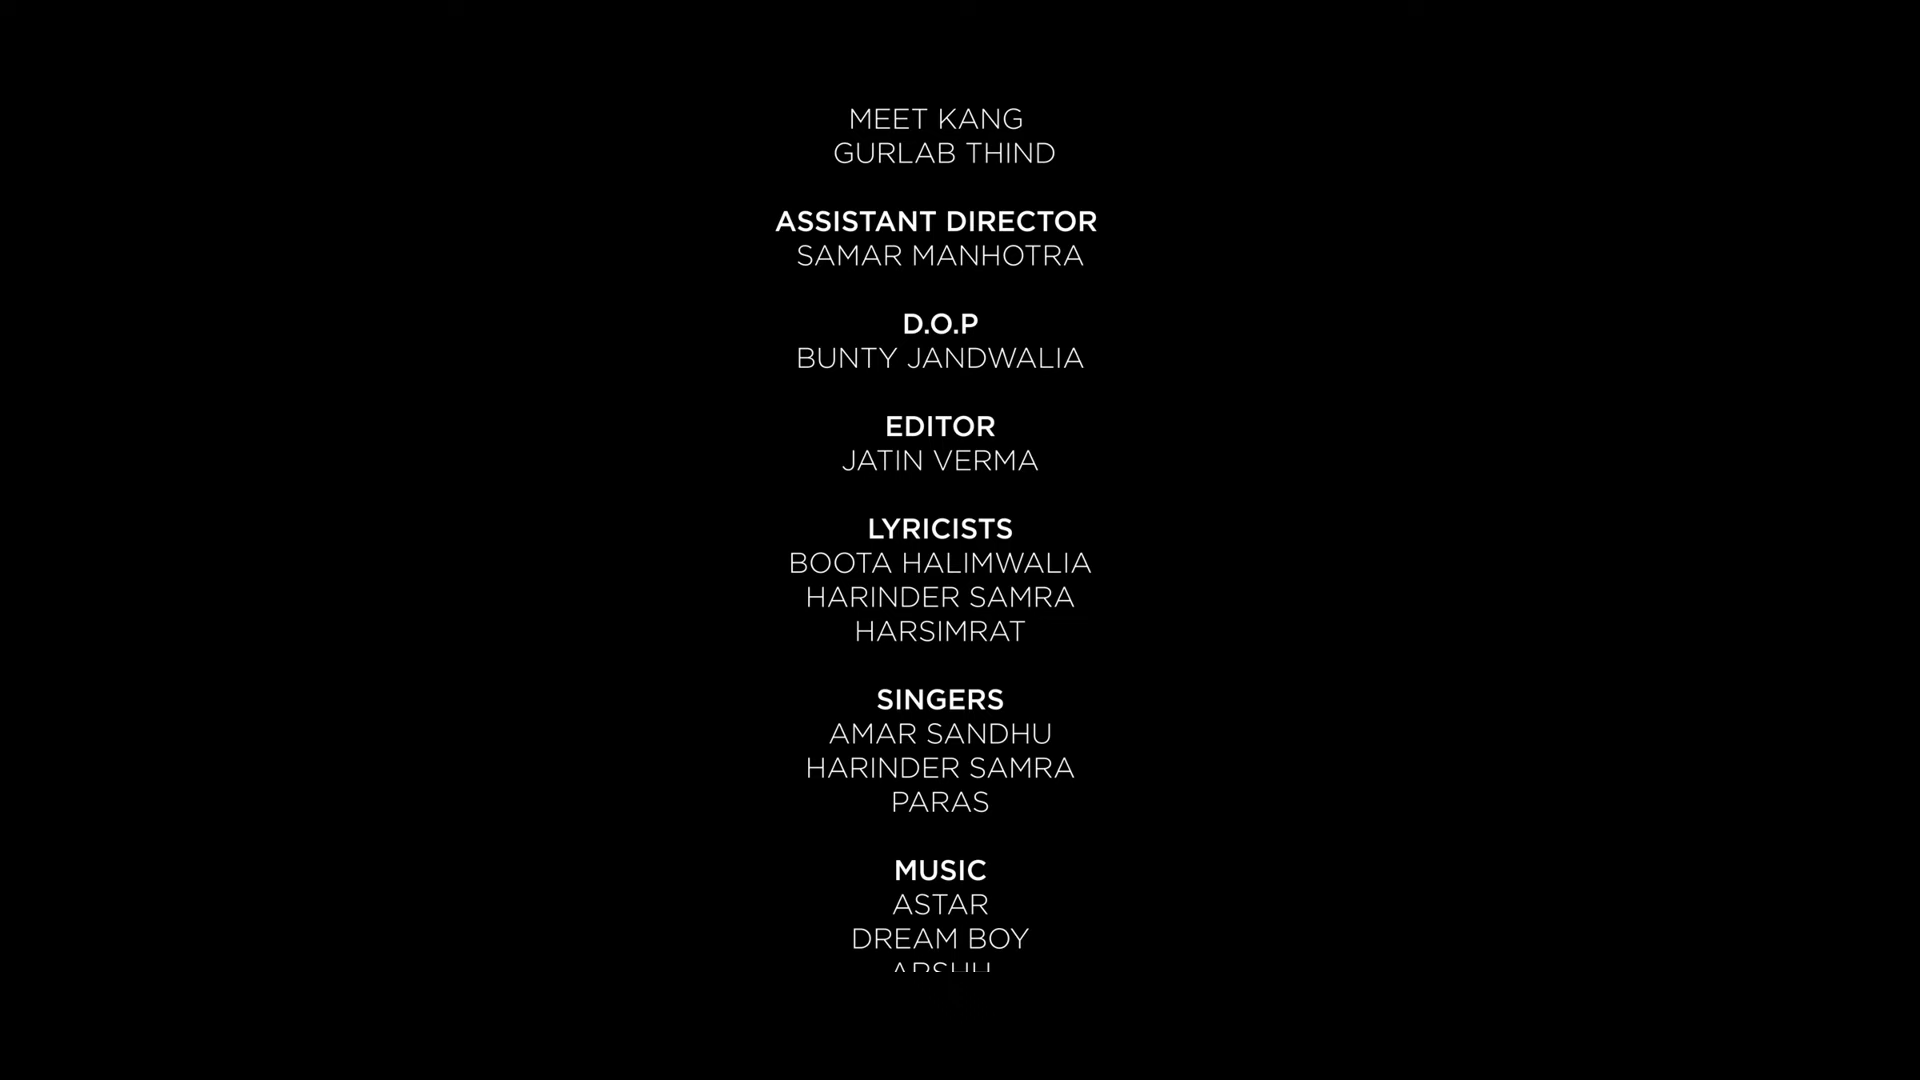 MEET KANG
GURLAB THIND
ASSISTANT DIRECTOR
SAMAR MANHOTRA
D.O.P
BUNTY JANDWALIA
EDITOR
JATIN VERMA
LYRICISTS
BOOTA HALIMWALIA
HARINDER SAMRA
HARSIMRAT
SINGERS
AMAR SANDHU
HARINDER SAMRA
PARAS
MUSIC
ASTAR
DREAM BOY